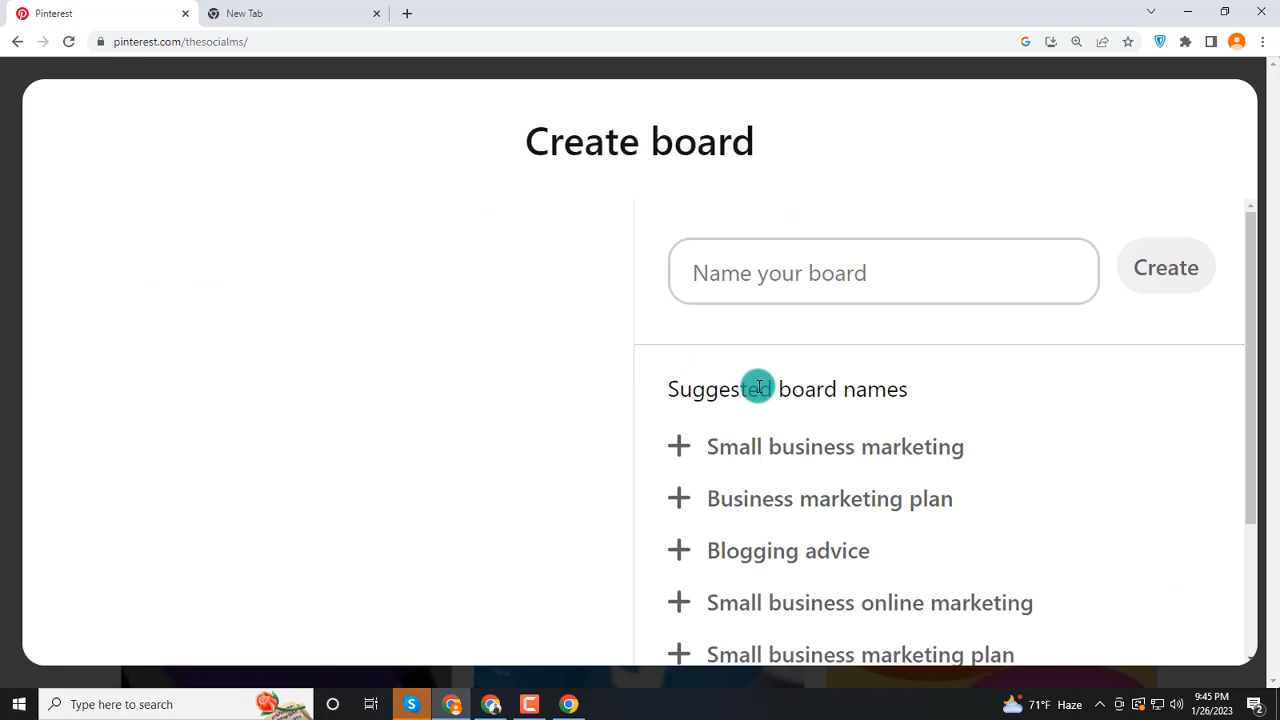 Pinterest
New Tab
pinterest.com/thesocialms/
Create board
Name your board
Create
Suggested board names
Small business marketing
Business marketing plan
Blogging advice
Small business online marketing
Small business marketing plan
Type here to search
71°F Haze
9:45 PM
1/26/2023
2